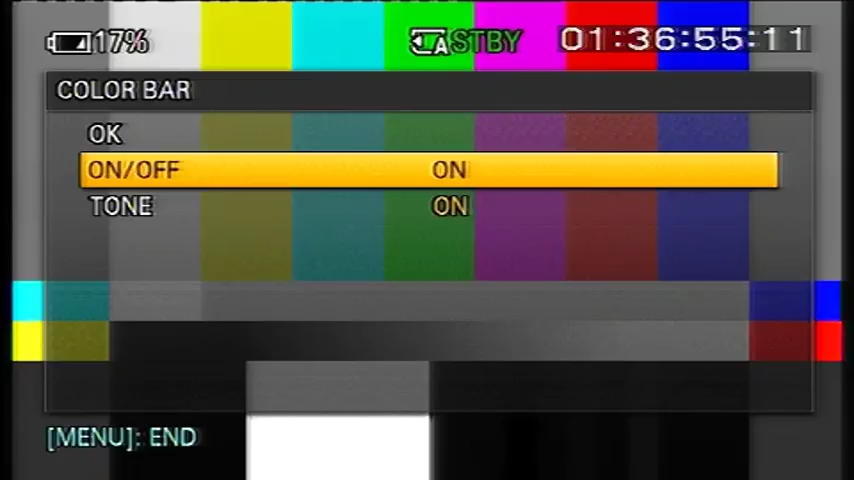 17% A STBY 01:36:55:11
COLOR BAR
OK
ON/OFF ON
TONE ON
[MENU]: END